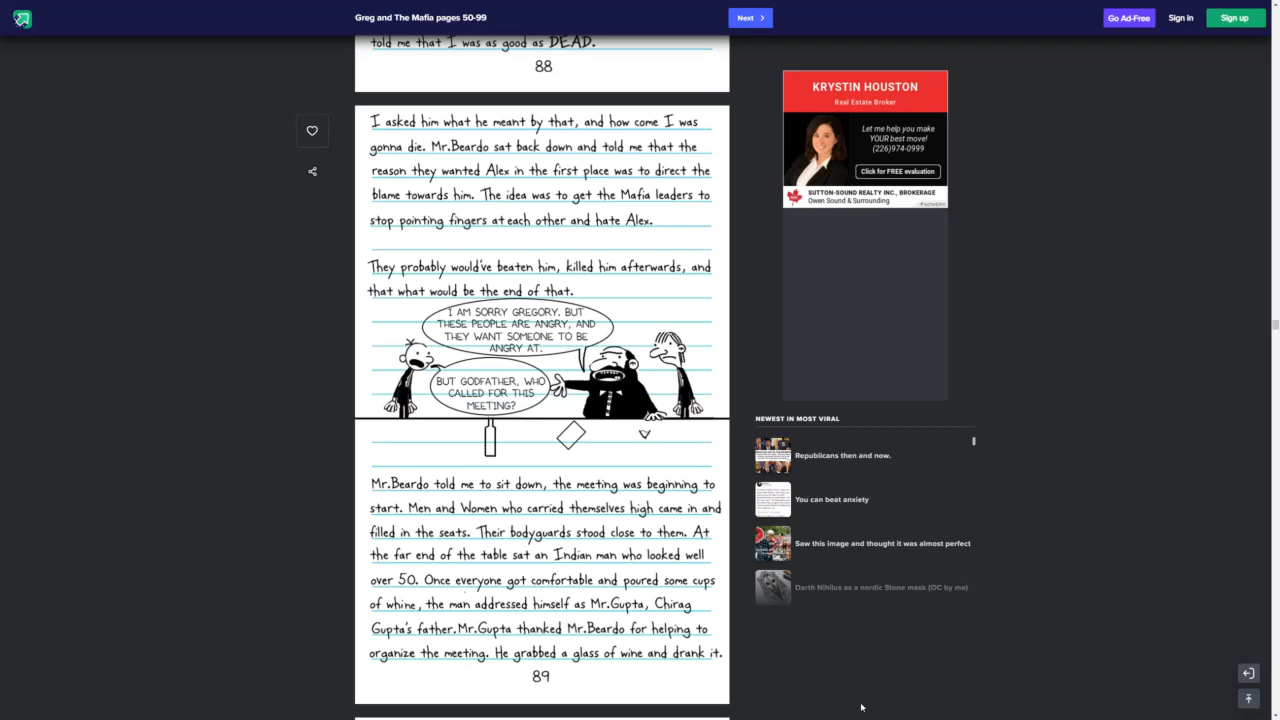 Greg and The Mafia pages 50-99
Next
Go Ad-Free
Sign in
Sign up
told me that I was as good as DEAD.
88
I asked him what he meant by that, and how come I was
gonna die. Mr.Beardo sat back down and told me that the
reason they wanted Alex in the first place was to direct the
blame towards him. The idea was to get the Mafia leaders to
stop pointing fingers at each other and hate Alex.
They probably would've beaten him, killed him afterwards, and
that what would be the end of that.
I AM SORRY GREGORY. BUT
THESE PEOPLE ARE ANGRY, AND
THEY WANT SOMEONE TO BE
ANGRY AT.
BUT GODFATHER, WHO
CALLED FOR THIS
MEETING?
Mr.Beardo told me to sit down, the meeting was beginning to
start. Men and Women who carried themselves high came in and
filled in the seats. Their bodyguards stood close to them. At
the far end of the table sat an Indian man who looked well
over 50. Once everyone got comfortable and poured some cups
of whine, the man addressed himself as Mr.Gupta, Chirag
Gupta's father.Mr.Gupta thanked Mr.Beardo for helping to
organize the meeting. He grabbed a glass of wine and drank it.
89
KRYSTIN HOUSTON
Real Estate Broker
Let me help you make
YOUR best move!
(226)974-0999
Click for FREE evaluation
SUTTON-SOUND REALTY INC., BROKERAGE
Owen Sound & Surrounding
ADWERX
NEWEST IN MOST VIRAL
Republicans then and now.
You can beat anxiety
Saw this image and thought it was almost perfect
Darth Nihilus as a nordic Stone mask (OC by me)